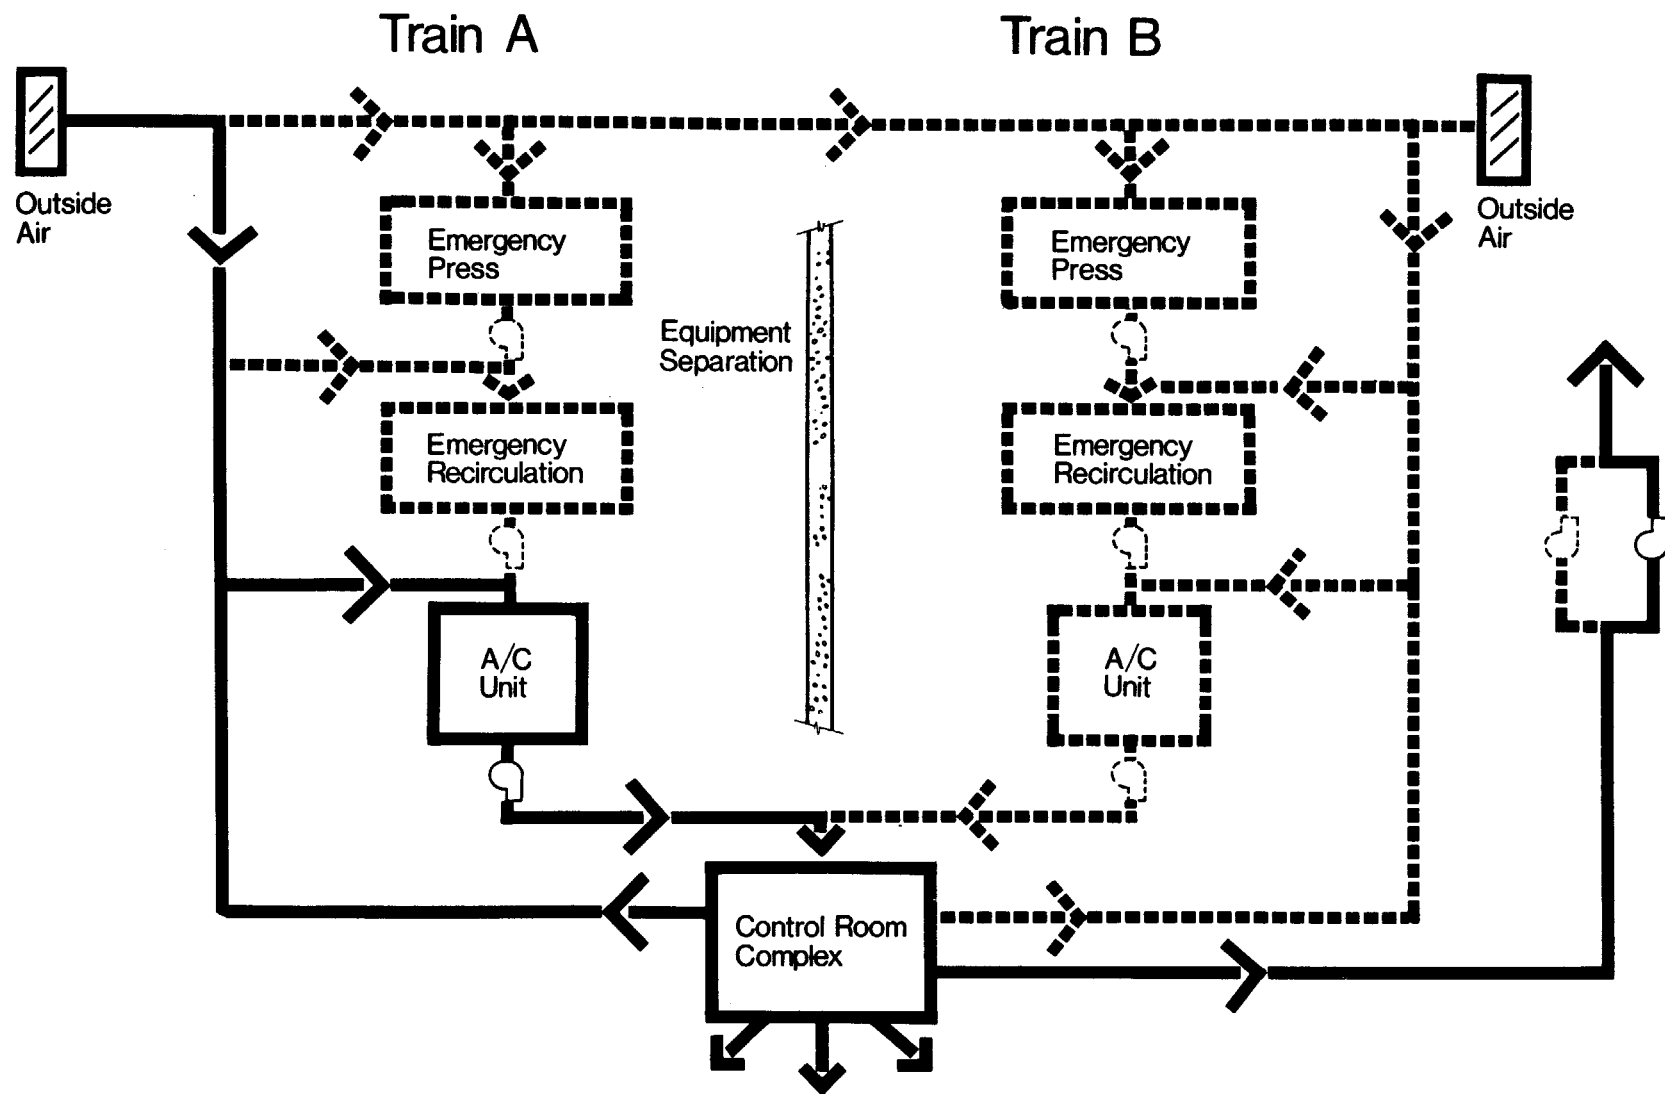 Train A
Train B
Outside
Air
Outside
Air
Emergency
Press
Emergency
Press
Equipment
Separation
Emergency
Recirculation
Emergency
Recirculation
A/C
Unit
A/C
Unit
Control Room
Complex